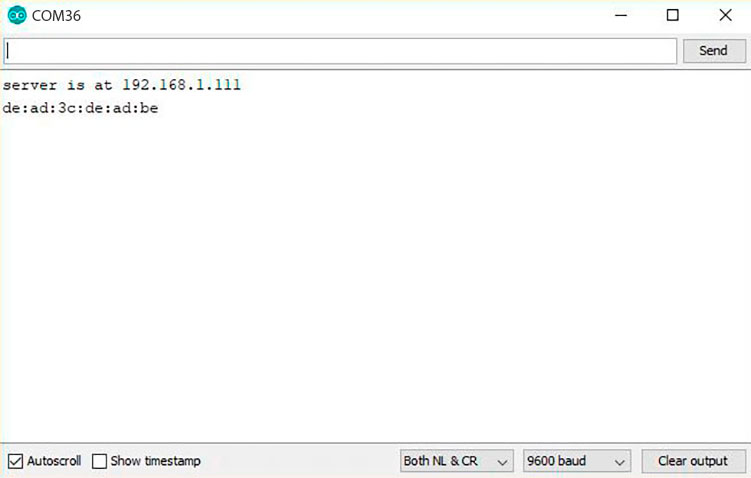 COM36
Send
server is at 192.168.1.111
de:ad:3c:de:ad:be
Autoscroll Show timestamp Both NL & CR 9600 baud Clear output